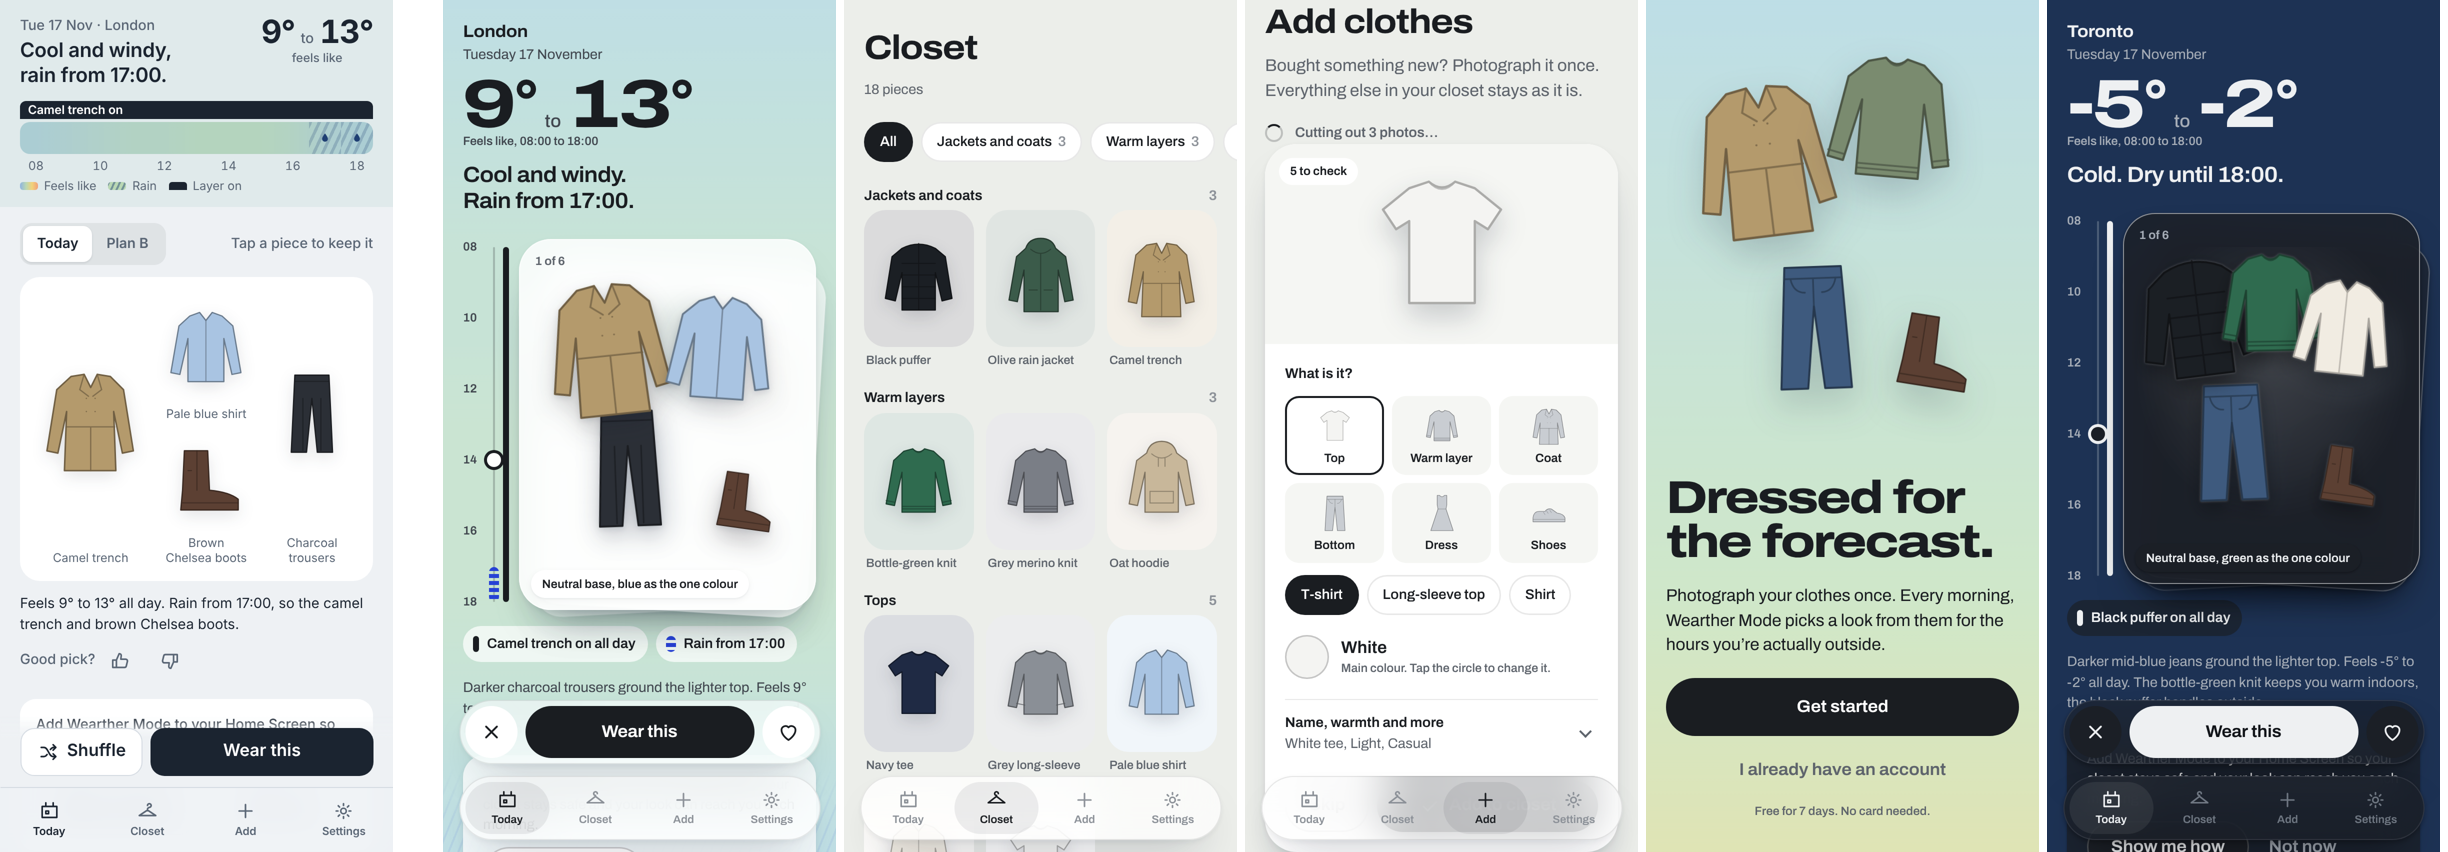 Tue 17 Nov · London
Cool and windy,
rain from 17:00.
9° to 13°
feels like
Camel trench on
08 10 12 14 16 18
Feels like Rain Layer on
Today Plan B Tap a piece to keep it
Pale blue shirt
Camel trench
Brown
Chelsea boots
Charcoal
trousers
Feels 9° to 13° all day. Rain from 17:00, so the camel
trench and brown Chelsea boots.
Good pick?
Add Wearther Mode to your Home Screen so
Shuffle Wear this
Today Closet Add Settings
London
Tuesday 17 November
9° to 13°
Feels like, 08:00 to 18:00
Cool and windy.
Rain from 17:00.
08
10
12
14
16
18
1 of 6
Neutral base, blue as the one colour
Camel trench on all day Rain from 17:00
Darker charcoal trousers ground the lighter top. Feels 9°
Wear this
Today Closet Add Settings
Closet
18 pieces
All Jackets and coats 3 Warm layers 3
Jackets and coats 3
Black puffer Olive rain jacket Camel trench
Warm layers 3
Bottle-green knit Grey merino knit Oat hoodie
Tops 5
Navy tee Grey long-sleeve Pale blue shirt
Today Closet Add Settings
Add clothes
Bought something new? Photograph it once.
Everything else in your closet stays as it is.
Cutting out 3 photos...
5 to check
What is it?
Top Warm layer Coat
Bottom Dress Shoes
T-shirt Long-sleeve top Shirt
White
Main colour. Tap the circle to change it.
Name, warmth and more
White tee, Light, Casual
Today Closet Add Settings
Dressed for
the forecast.
Photograph your clothes once. Every morning,
Wearther Mode picks a look from them for the
hours you're actually outside.
Get started
I already have an account
Free for 7 days. No card needed.
Toronto
Tuesday 17 November
-5° to -2°
Feels like, 08:00 to 18:00
Cold. Dry until 18:00.
08
10
12
14
16
18
1 of 6
Neutral base, green as the one colour
Black puffer on all day
Darker mid-blue jeans ground the lighter top. Feels -5° to
-2° all day. The bottle-green knit keeps you warm indoors,
Wear this
Add Wearther Mode to your Home Screen so your
Today Closet Add Settings
Show me how Not now